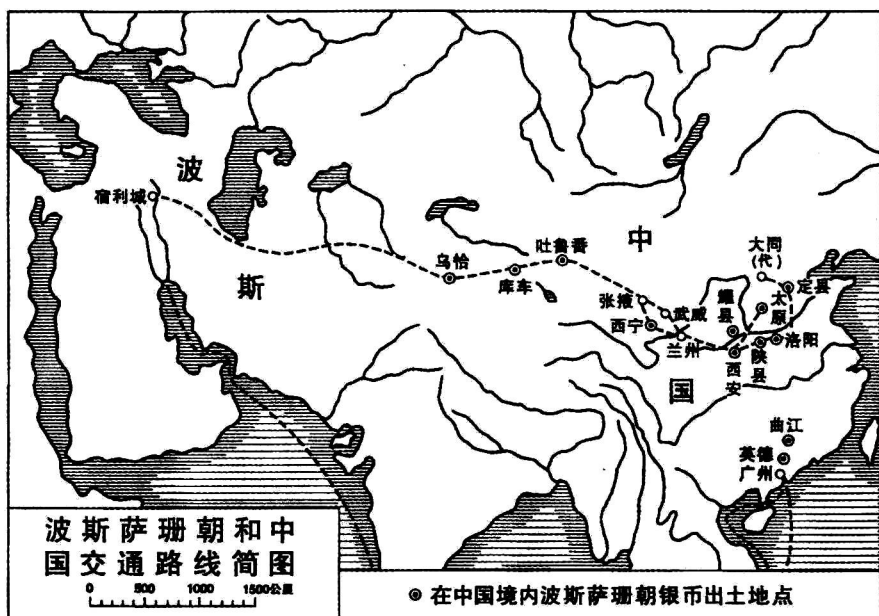 波
中
宿利城
吐鲁番
大同
(代)
乌恰
定县
斯
库车
太原
张掖
耀县
武威
西宁
洛阳
兰州
陕县
西安
国
曲江
英德
广州
波斯萨珊朝和中
国交通路线简图
0 500 1000 1500公里
在中国境内波斯萨珊朝银币出土地点